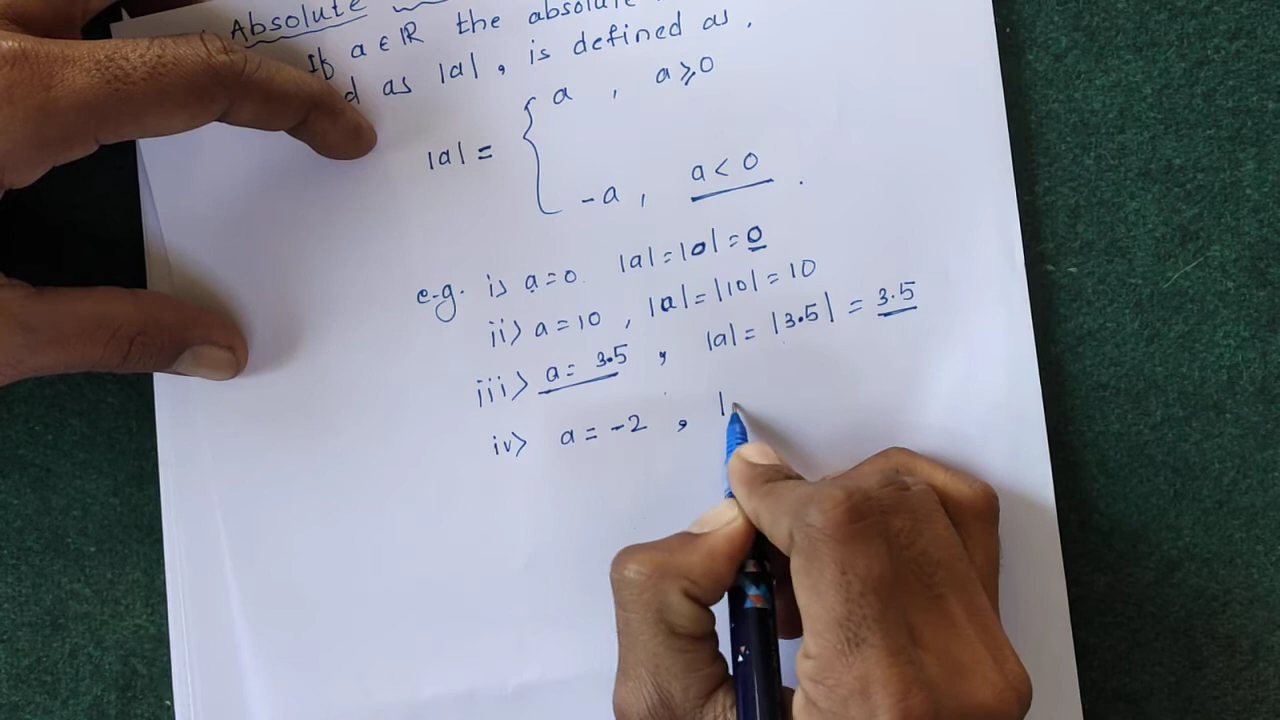 Absolute
If a ∈ ℝ the absolute
d as |a|, is defined as.
|a| = { a , a ⩾ 0
-a , a < 0 .
e.g. i> a = 0 |a| = |0| = 0
ii> a = 10 , |a| = |10| = 10
iii> a = 3.5 , |a| = |3.5| = 3.5
iv> a = -2 , |